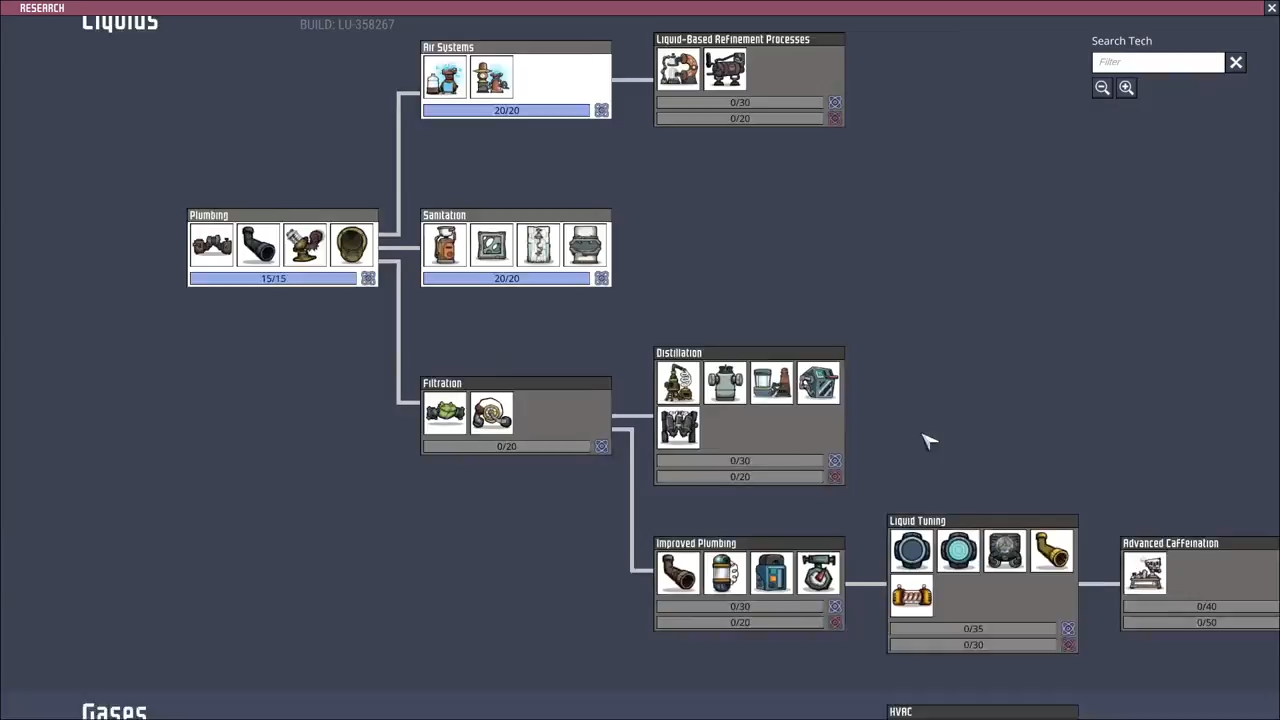 RESEARCH
Liquids
BUILD: LU-358267
Search Tech
Filter
Air Systems
20/20
Liquid-Based Refinement Processes
0/30
0/20
Plumbing
15/15
Sanitation
20/20
Filtration
0/20
Distillation
0/30
0/20
Improved Plumbing
0/30
0/20
Liquid Tuning
0/35
0/30
Advanced Caffeination
0/40
0/50
Gases
HVAC